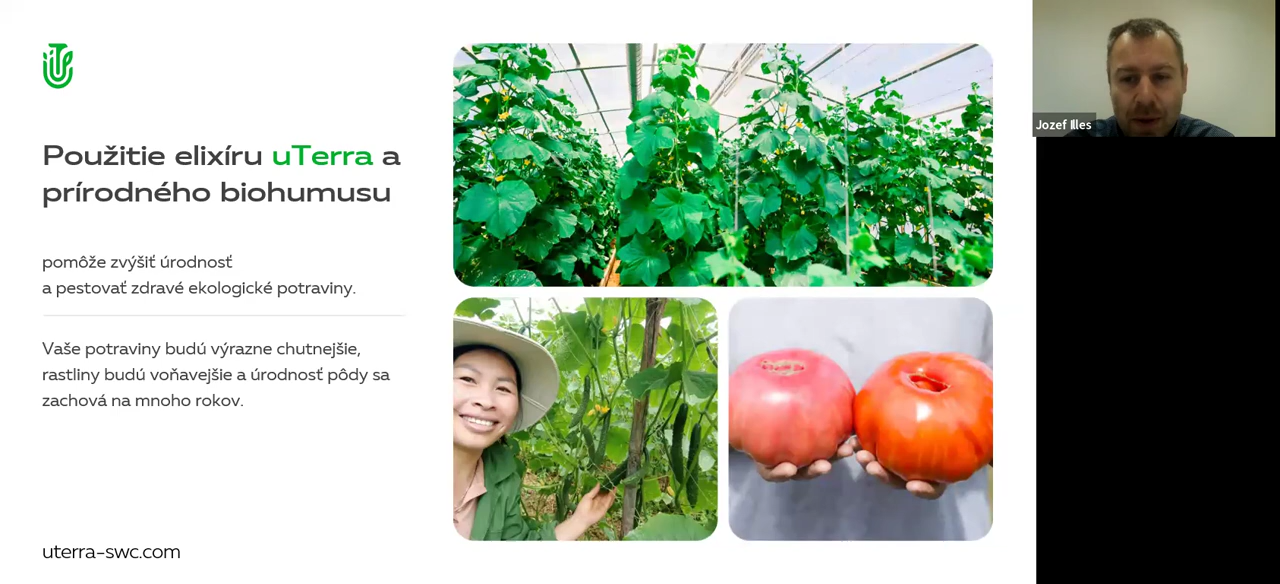 Použitie elixíru uTerra a
prírodného biohumusu
pomôže zvýšiť úrodnosť
a pestovať zdravé ekologické potraviny.
Vaše potraviny budú výrazne chutnejšie,
rastliny budú voňavejšie a úrodnosť pôdy sa
zachová na mnoho rokov.
uterra-swc.com
Jozef Illes